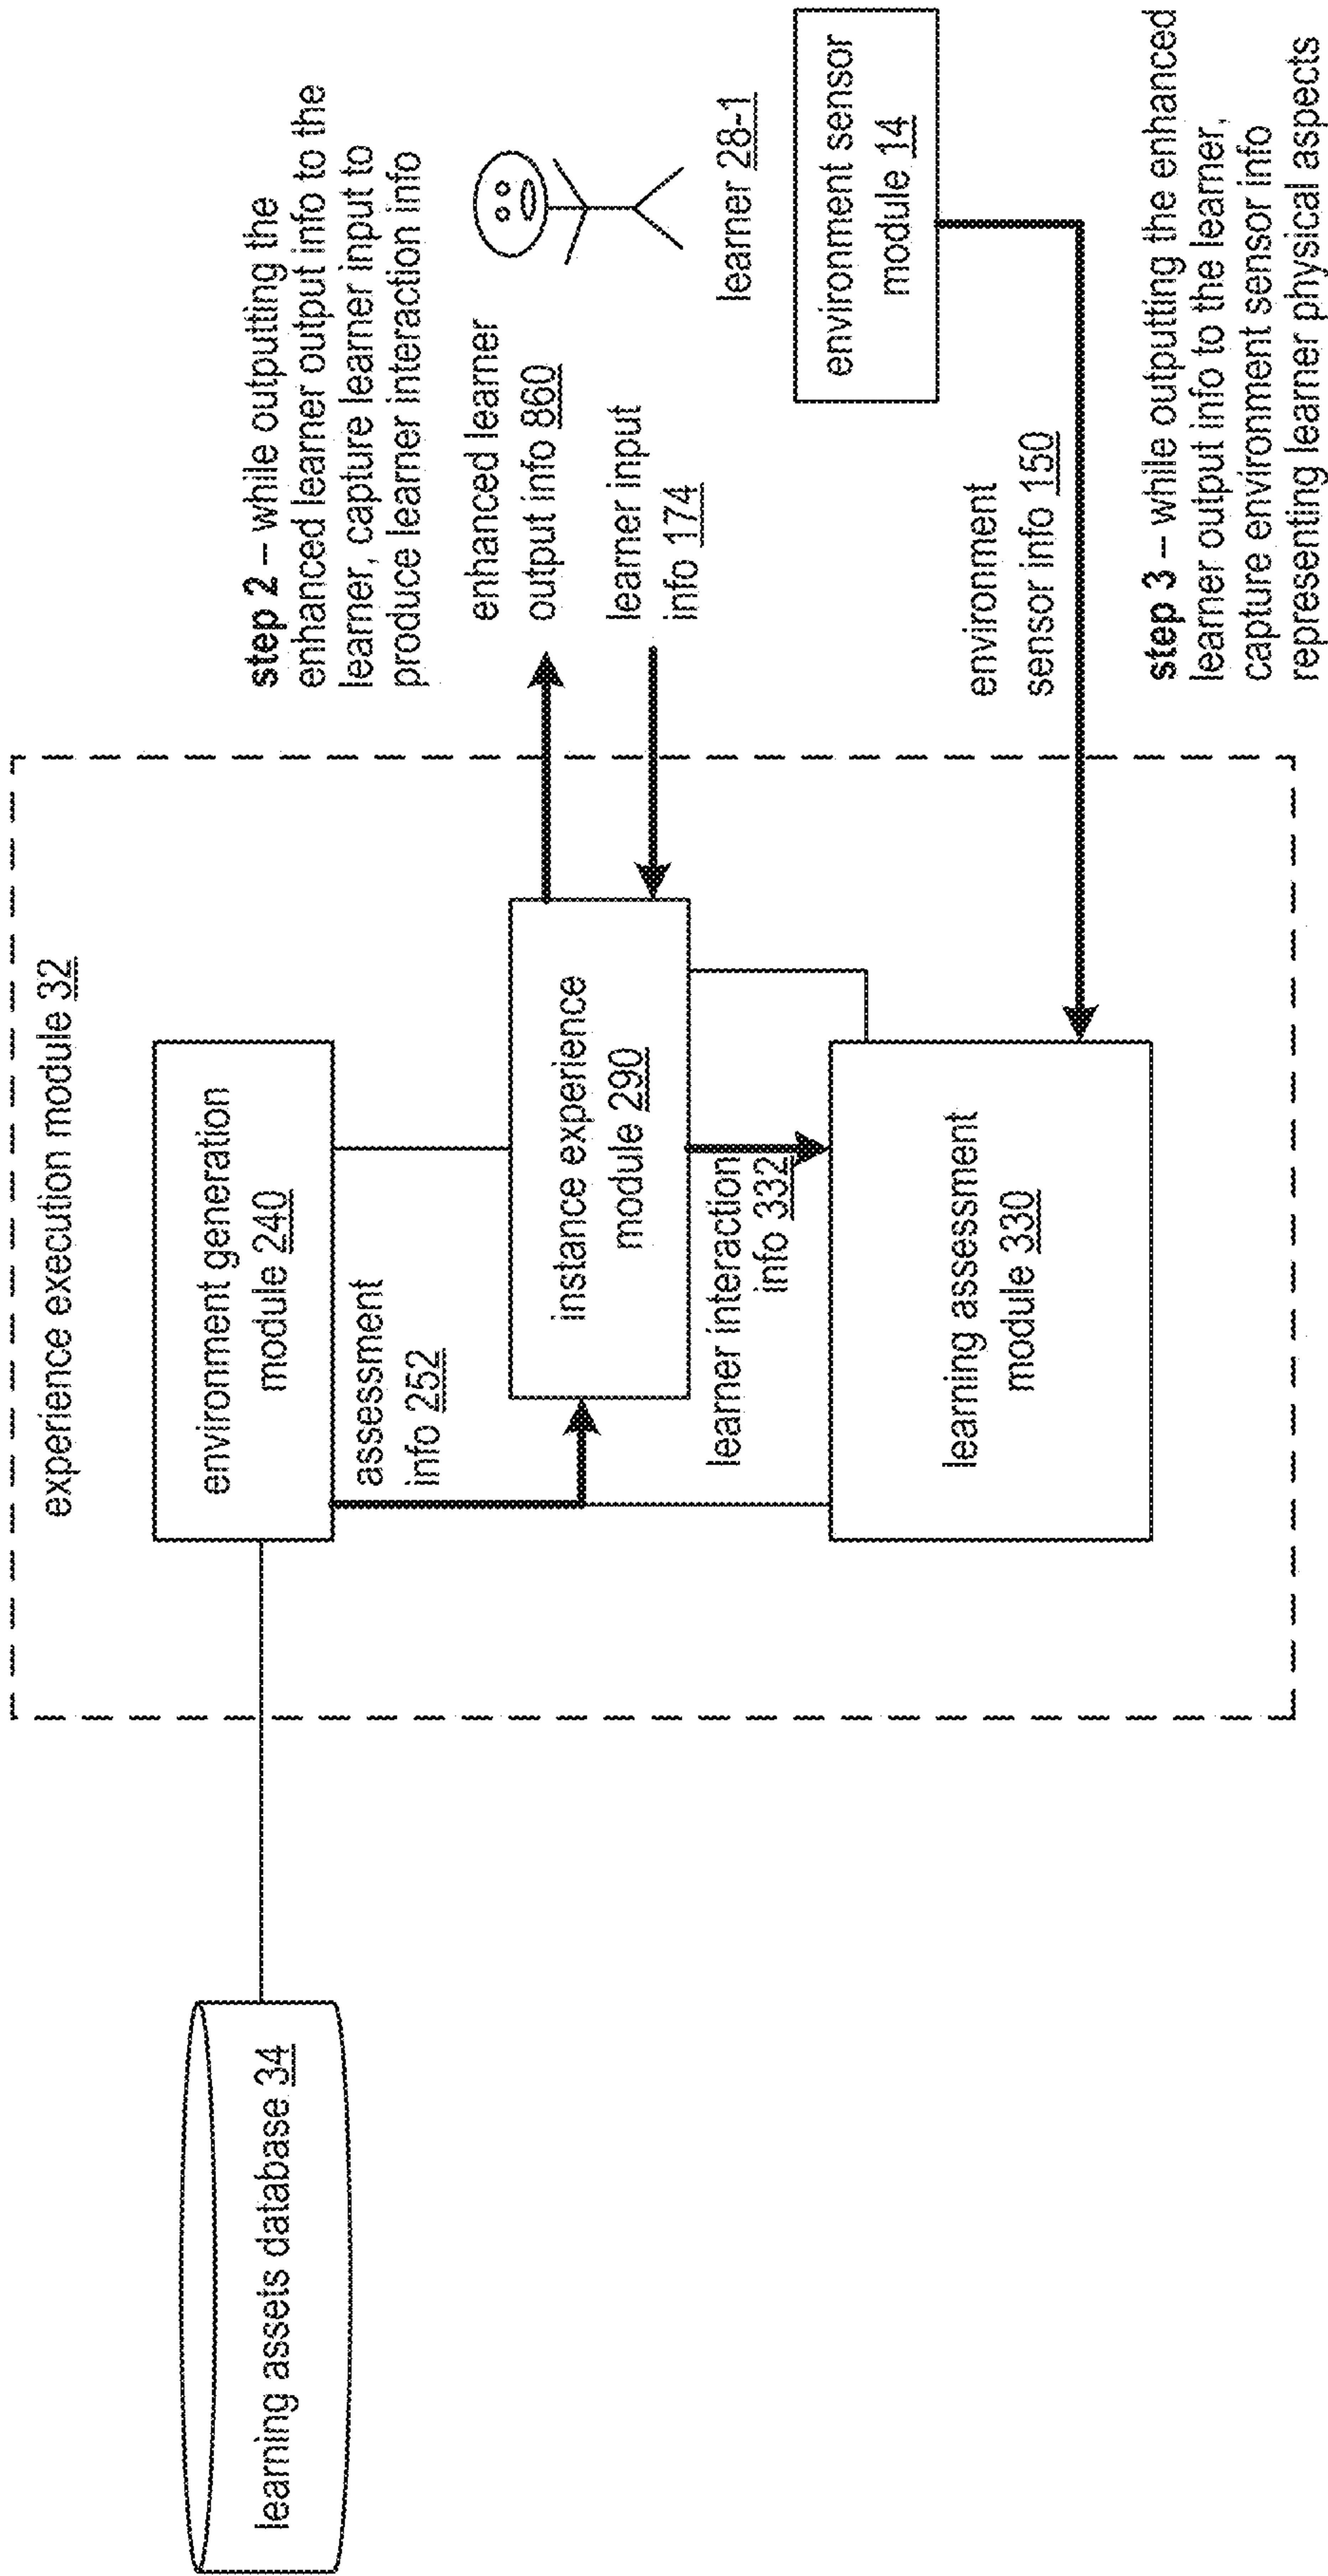 learning assets database 34
experience execution module 32
environment generation
module 240
assessment
info 252
instance experience
module 290
learner interaction
info 332
learning assessment
module 330
step 2 – while outputting the
enhanced learner output info to the
learner, capture learner input to
produce learner interaction info
enhanced learner
output info 860
learner input
info 174
learner 28-1
environment sensor
module 14
environment
sensor info 150
step 3 – while outputting the enhanced
learner output info to the learner,
capture environment sensor info
representing learner physical aspects